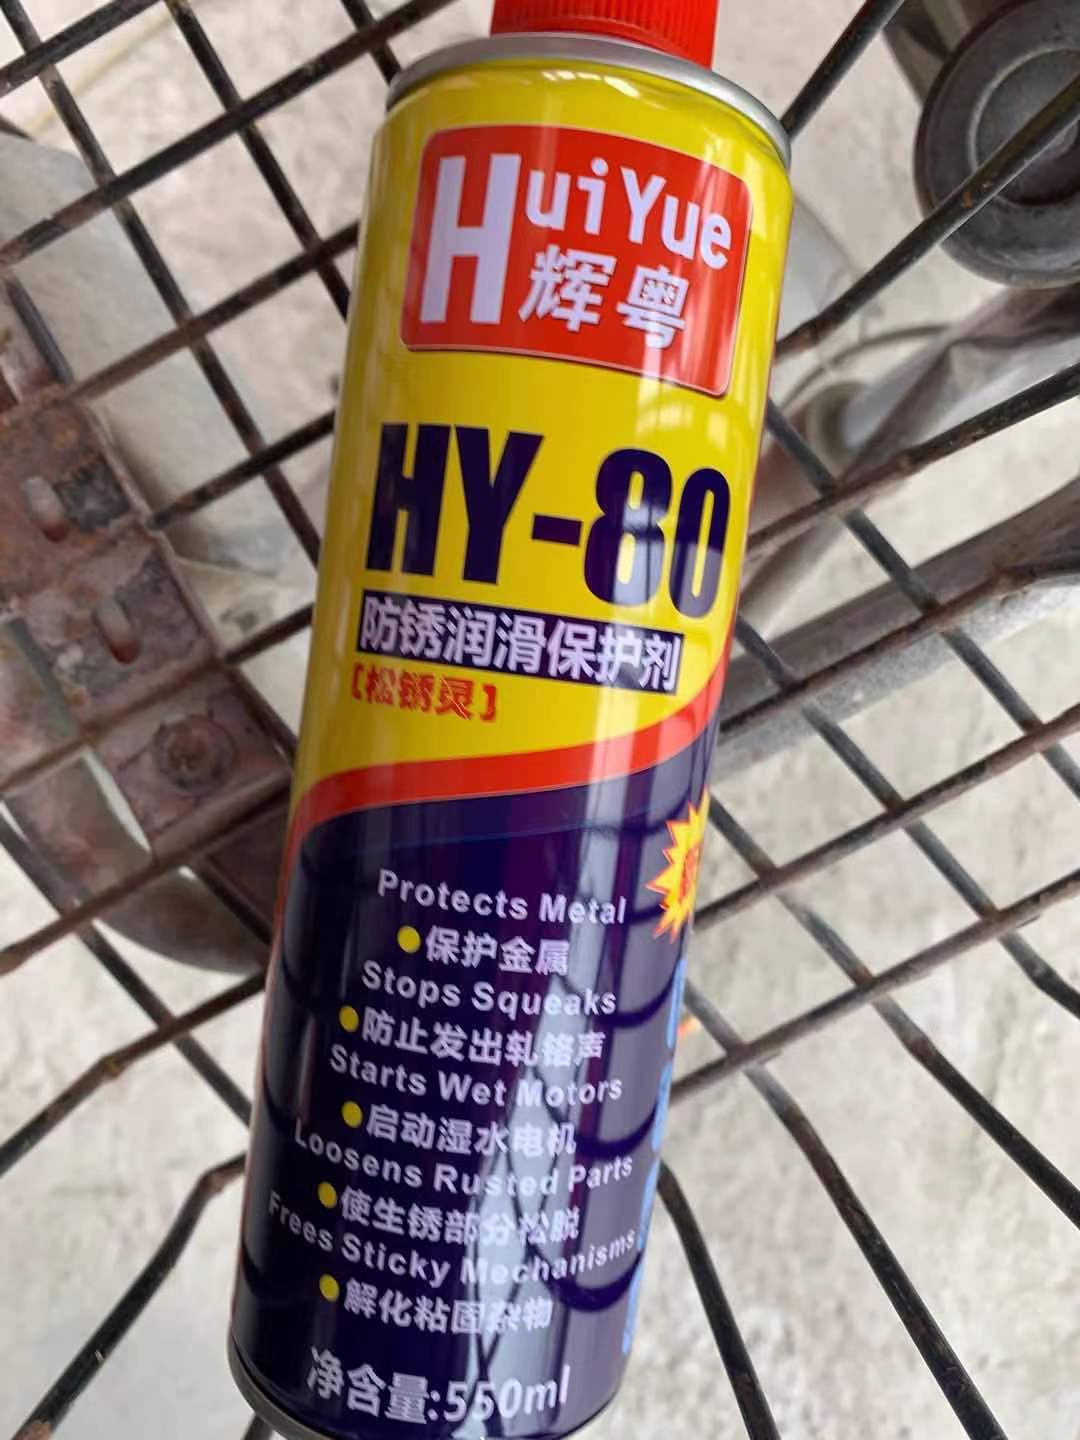 HuiYue
辉粤
HY-80
防锈润滑保护剂
【松锈灵】
Protects Metal
保护金属
Stops Squeaks
防止发出轧辂声
Starts Wet Motors
启动湿水电机
Loosens Rusted Parts
使生锈部分松脱
Frees Sticky Mechanisms
解化粘固杂物
净含量:550ml